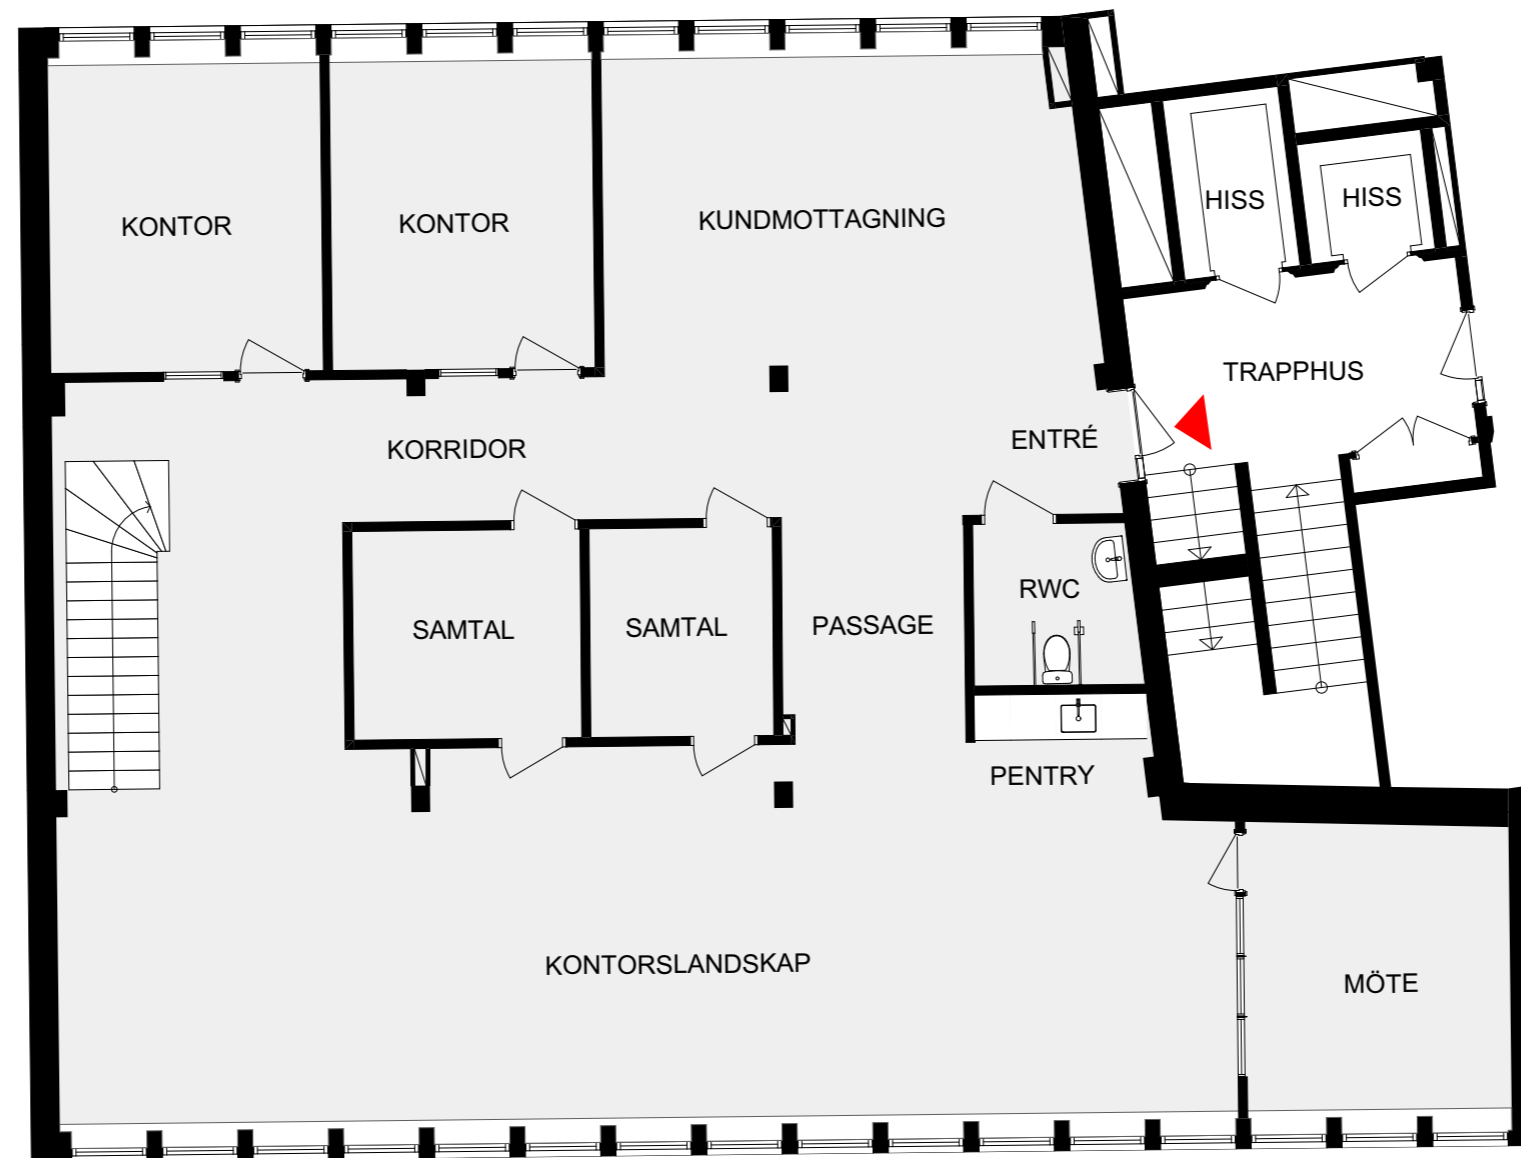 KONTOR
KONTOR
KUNDMOTTAGNING
HISS
HISS
TRAPPHUS
KORRIDOR
ENTRÉ
SAMTAL
SAMTAL
PASSAGE
RWC
PENTRY
KONTORSLANDSKAP
MÖTE